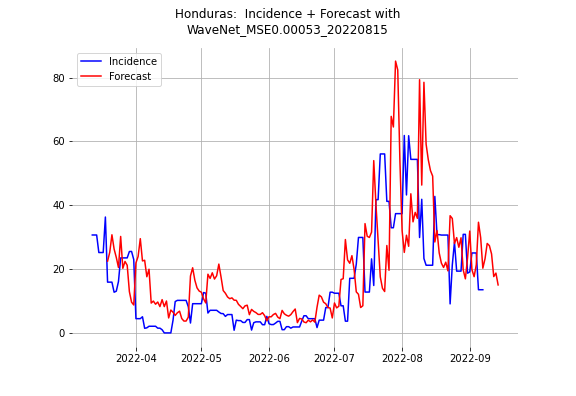 Honduras:  Incidence + Forecast with
WaveNet_MSE0.00053_20220815
Incidence
Forecast
80
60
40
20
0
2022-04
2022-05
2022-06
2022-07
2022-08
2022-09